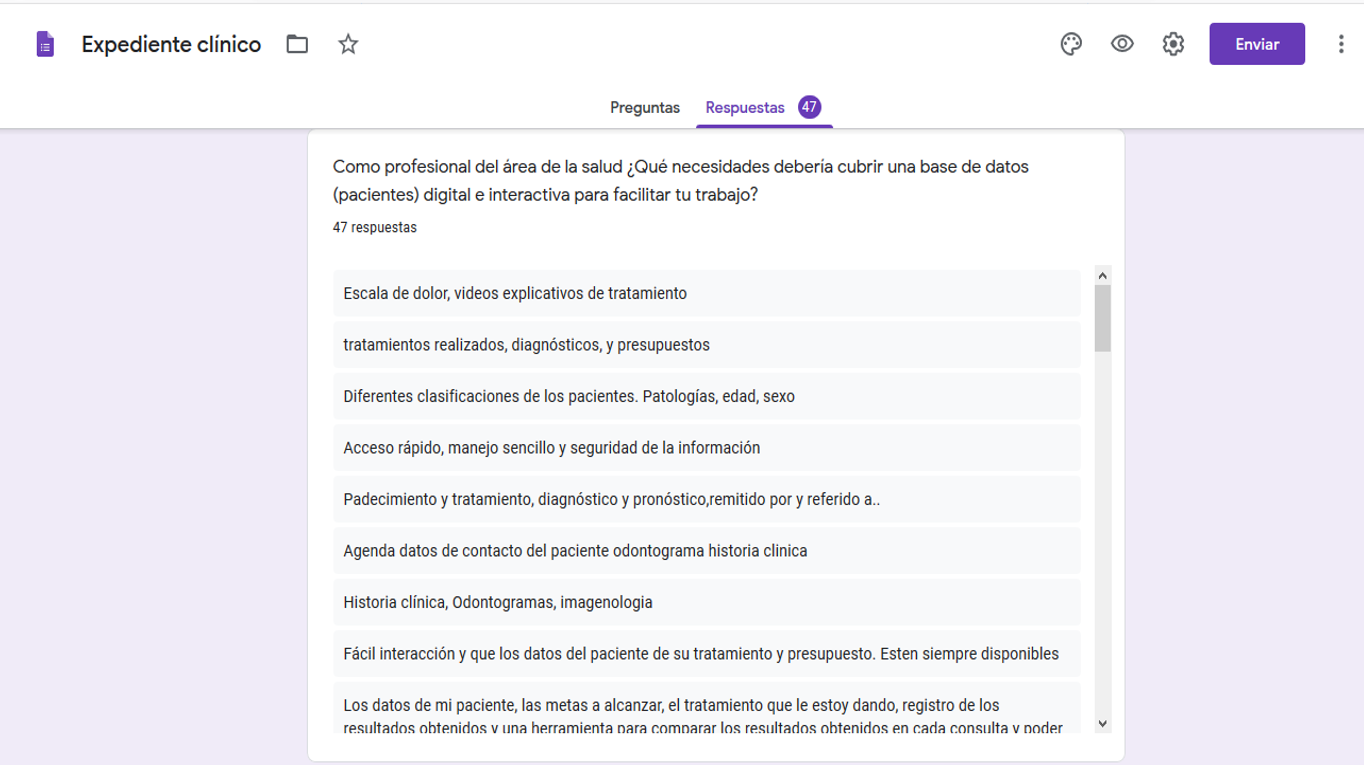 Expediente clínico
Enviar
Preguntas
Respuestas 47
Como profesional del área de la salud ¿Qué necesidades debería cubrir una base de datos
(pacientes) digital e interactiva para facilitar tu trabajo?
47 respuestas
Escala de dolor, videos explicativos de tratamiento
tratamientos realizados, diagnósticos, y presupuestos
Diferentes clasificaciones de los pacientes. Patologías, edad, sexo
Acceso rápido, manejo sencillo y seguridad de la información
Padecimiento y tratamiento, diagnóstico y pronóstico,remitido por y referido a..
Agenda datos de contacto del paciente odontograma historia clinica
Historia clínica, Odontogramas, imagenologia
Fácil interacción y que los datos del paciente de su tratamiento y presupuesto. Esten siempre disponibles
Los datos de mi paciente, las metas a alcanzar, el tratamiento que le estoy dando, registro de los
resultados obtenidos y una herramienta para comparar los resultados obtenidos en cada consulta y poder